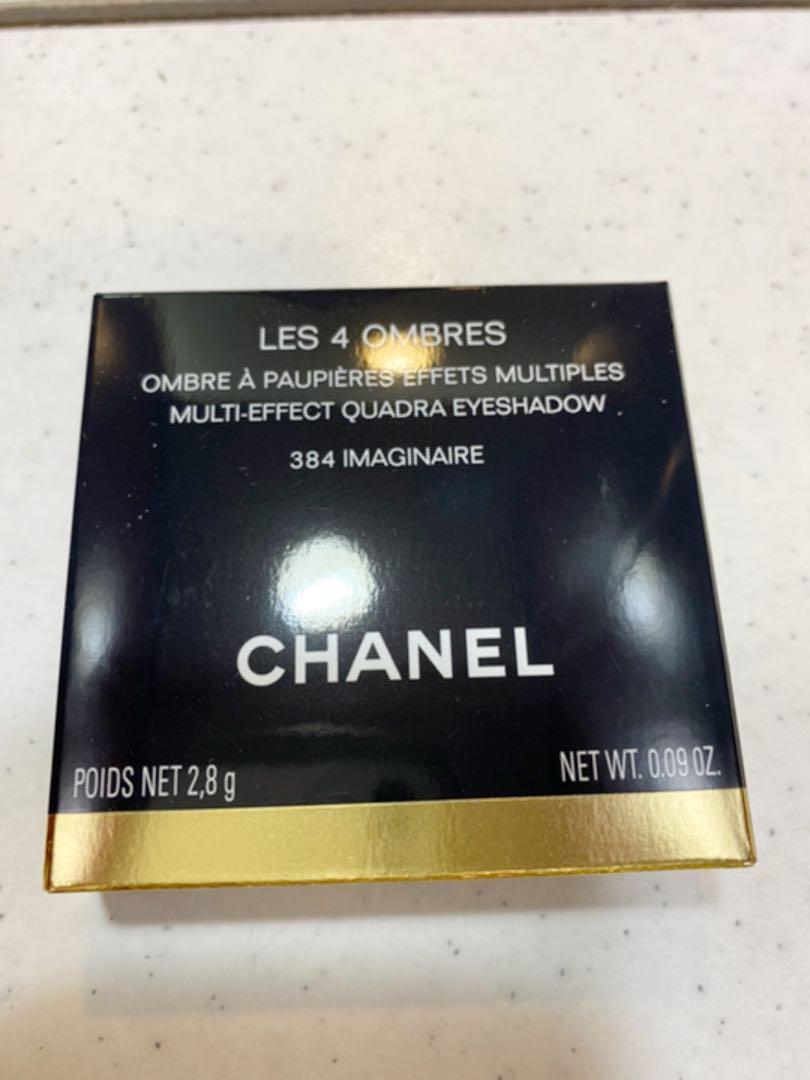 LES 4 OMBRES
OMBRE À PAUPIÈRES EFFETS MULTIPLES
MULTI-EFFECT QUADRA EYESHADOW
384 IMAGINAIRE
CHANEL
POIDS NET 2,8 g NET WT. 0.09 OZ.